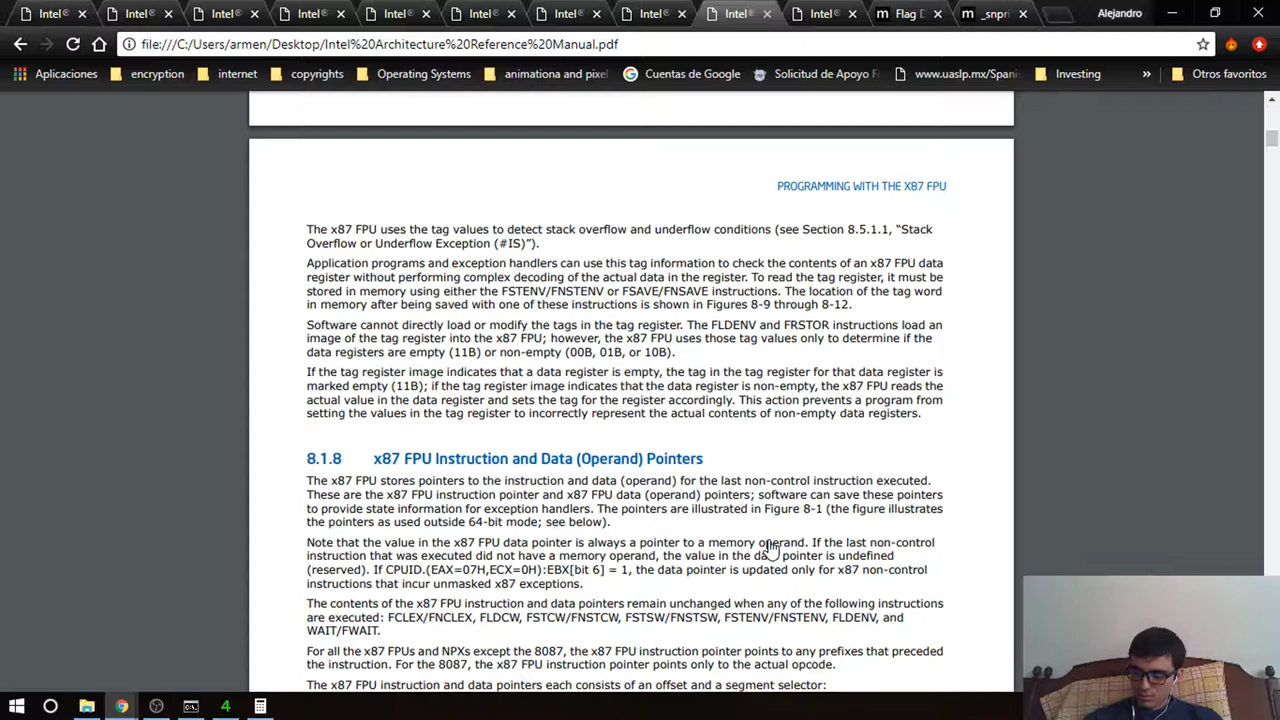 Intel®
Intel®
Intel®
Intel®
Intel®
Intel®
Intel®
Intel®
Intel®
Intel®
Flag D
_snpri
Alejandro
file:///C:/Users/armen/Desktop/Intel%20Architecture%20Reference%20Manual.pdf
Aplicaciones
encryption
internet
copyrights
Operating Systems
animationa and pixel
Cuentas de Google
Solicitud de Apoyo Fi
www.uaslp.mx/Spani
Investing
»
Otros favoritos
PROGRAMMING WITH THE X87 FPU
The x87 FPU uses the tag values to detect stack overflow and underflow conditions (see Section 8.5.1.1, “Stack
Overflow or Underflow Exception (#IS)”).
Application programs and exception handlers can use this tag information to check the contents of an x87 FPU data
register without performing complex decoding of the actual data in the register. To read the tag register, it must be
stored in memory using either the FSTENV/FNSTENV or FSAVE/FNSAVE instructions. The location of the tag word
in memory after being saved with one of these instructions is shown in Figures 8-9 through 8-12.
Software cannot directly load or modify the tags in the tag register. The FLDENV and FRSTOR instructions load an
image of the tag register into the x87 FPU; however, the x87 FPU uses those tag values only to determine if the
data registers are empty (11B) or non-empty (00B, 01B, or 10B).
If the tag register image indicates that a data register is empty, the tag in the tag register for that data register is
marked empty (11B); if the tag register image indicates that the data register is non-empty, the x87 FPU reads the
actual value in the data register and sets the tag for the register accordingly. This action prevents a program from
setting the values in the tag register to incorrectly represent the actual contents of non-empty data registers.
8.1.8 x87 FPU Instruction and Data (Operand) Pointers
The x87 FPU stores pointers to the instruction and data (operand) for the last non-control instruction executed.
These are the x87 FPU instruction pointer and x87 FPU data (operand) pointers; software can save these pointers
to provide state information for exception handlers. The pointers are illustrated in Figure 8-1 (the figure illustrates
the pointers as used outside 64-bit mode; see below).
Note that the value in the x87 FPU data pointer is always a pointer to a memory operand. If the last non-control
instruction that was executed did not have a memory operand, the value in the data pointer is undefined
(reserved). If CPUID.(EAX=07H,ECX=0H):EBX[bit 6] = 1, the data pointer is updated only for x87 non-control
instructions that incur unmasked x87 exceptions.
The contents of the x87 FPU instruction and data pointers remain unchanged when any of the following instructions
are executed: FCLEX/FNCLEX, FLDCW, FSTCW/FNSTCW, FSTSW/FNSTSW, FSTENV/FNSTENV, FLDENV, and
WAIT/FWAIT.
For all the x87 FPUs and NPXs except the 8087, the x87 FPU instruction pointer points to any prefixes that preceded
the instruction. For the 8087, the x87 FPU instruction pointer points only to the actual opcode.
The x87 FPU instruction and data pointers each consists of an offset and a segment selector:
4